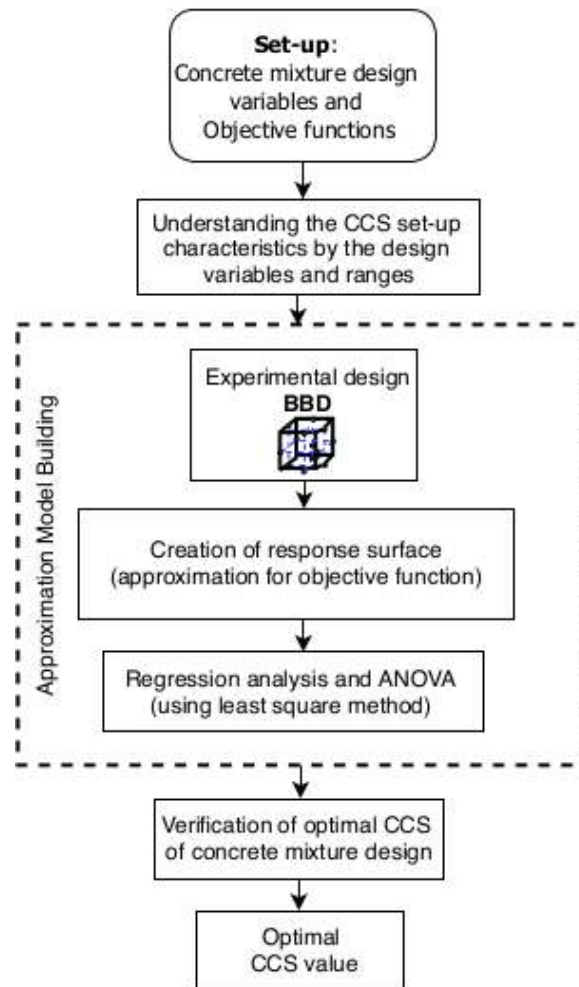 Set-up:
Concrete mixture design
variables and
Objective functions
Understanding the CCS set-up
characteristics by the design
variables and ranges
Approximation Model Building
Experimental design
BBD
Creation of response surface
(approximation for objective function)
Regression analysis and ANOVA
(using least square method)
Verification of optimal CCS
of concrete mixture design
Optimal
CCS value